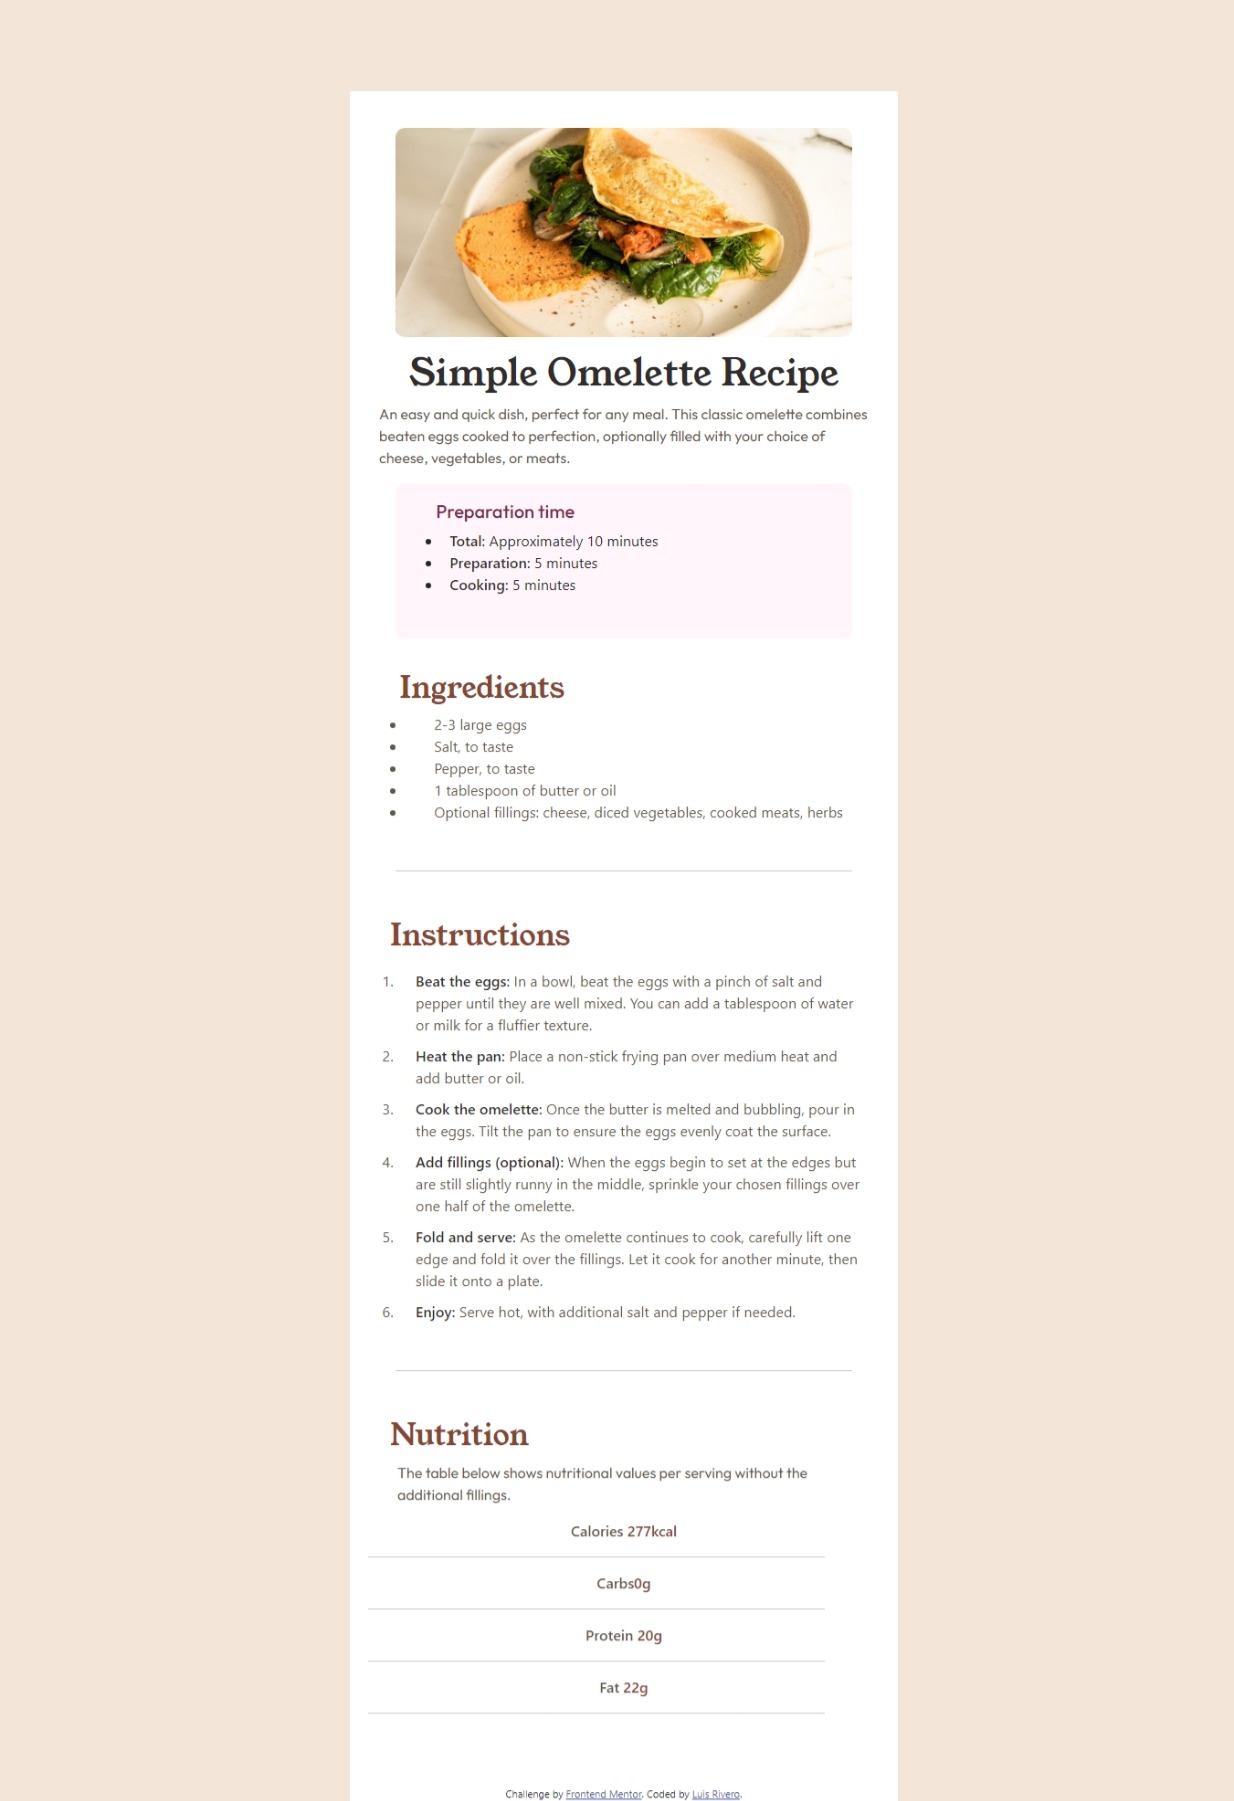 Simple Omelette Recipe
An easy and quick dish, perfect for any meal. This classic omelette combines
beaten eggs cooked to perfection, optionally filled with your choice of
cheese, vegetables, or meats.
Preparation time
• Total: Approximately 10 minutes
• Preparation: 5 minutes
• Cooking: 5 minutes
Ingredients
• 2-3 large eggs
• Salt, to taste
• Pepper, to taste
• 1 tablespoon of butter or oil
• Optional fillings: cheese, diced vegetables, cooked meats, herbs
Instructions
1. Beat the eggs: In a bowl, beat the eggs with a pinch of salt and
pepper until they are well mixed. You can add a tablespoon of water
or milk for a fluffier texture.
2. Heat the pan: Place a non-stick frying pan over medium heat and
add butter or oil.
3. Cook the omelette: Once the butter is melted and bubbling, pour in
the eggs. Tilt the pan to ensure the eggs evenly coat the surface.
4. Add fillings (optional): When the eggs begin to set at the edges but
are still slightly runny in the middle, sprinkle your chosen fillings over
one half of the omelette.
5. Fold and serve: As the omelette continues to cook, carefully lift one
edge and fold it over the fillings. Let it cook for another minute, then
slide it onto a plate.
6. Enjoy: Serve hot, with additional salt and pepper if needed.
Nutrition
The table below shows nutritional values per serving without the
additional fillings.
Calories 277kcal
Carbs0g
Protein 20g
Fat 22g
Challenge by Frontend Mentor. Coded by Luis Rivero.